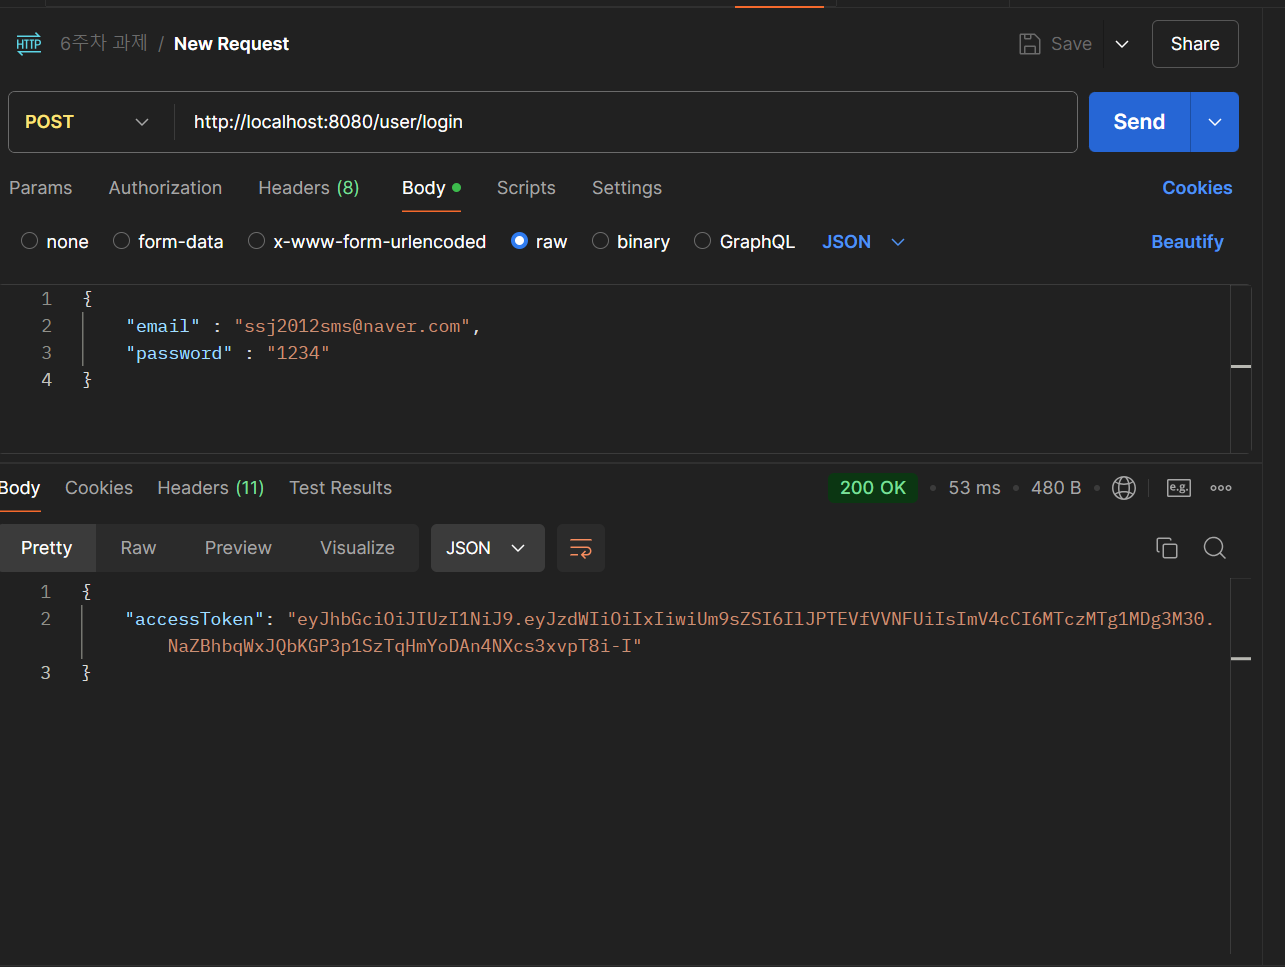 HTTP 6주차 과제 / New Request Save Share
POST http://localhost:8080/user/login Send
Params Authorization Headers (8) Body Scripts Settings Cookies
none form-data x-www-form-urlencoded raw binary GraphQL JSON Beautify
1 {
2 "email" : "ssj2012sms@naver.com",
3 "password" : "1234"
4 }
Body Cookies Headers (11) Test Results 200 OK 53 ms 480 B e.g.
Pretty Raw Preview Visualize JSON
1 {
2 "accessToken": "eyJhbGciOiJIUzI1NiJ9.eyJzdWIiOiIxIiwiUm9sZSI6IlJPTEVfVVNFUiIsImV4cCI6MTczMTg1MDg3M30.
NaZBhbqWxJQbKGP3p1SzTqHmYoDAn4NXcs3xvpT8i-I"
3 }